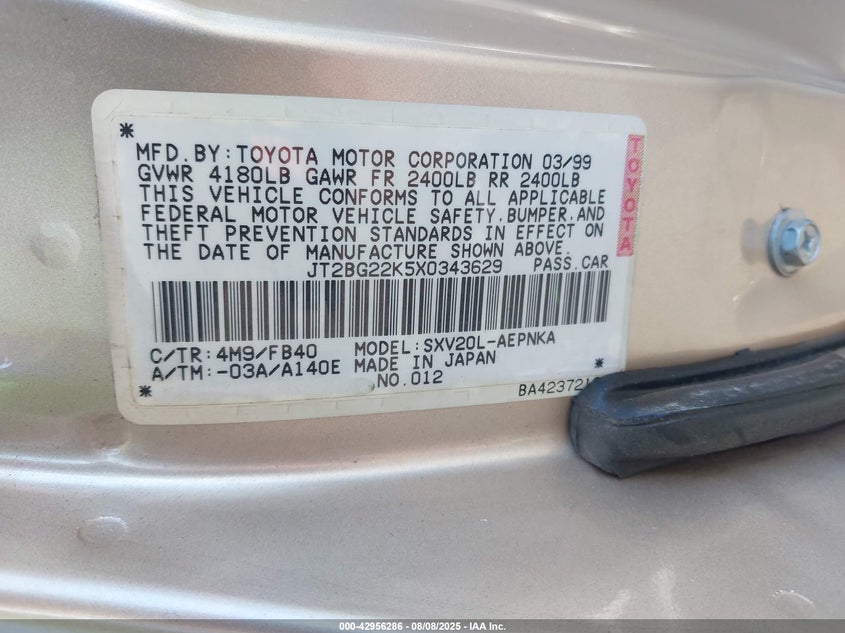 MFD.BY:TOYOTA MOTOR CORPORATION 03/99
GVWR 4180LB GAWR FR 2400LB RR 2400LB
THIS VEHICLE CONFORMS TO ALL APPLICABLE
FEDERAL MOTOR VEHICLE SAFETY,BUMPER,AND
THEFT PREVENTION STANDARDS IN EFFECT ON
THE DATE OF MANUFACTURE SHOWN ABOVE.
JT2BG22K5X0343629 PASS.CAR
C/TR:4M9/FB40 MODEL:SXV20L-AEPNKA
A/TM:-03A/A140E MADE IN JAPAN
NO.012
TOYOTA
000-42956286 - 08/08/2025 - IAA Inc.